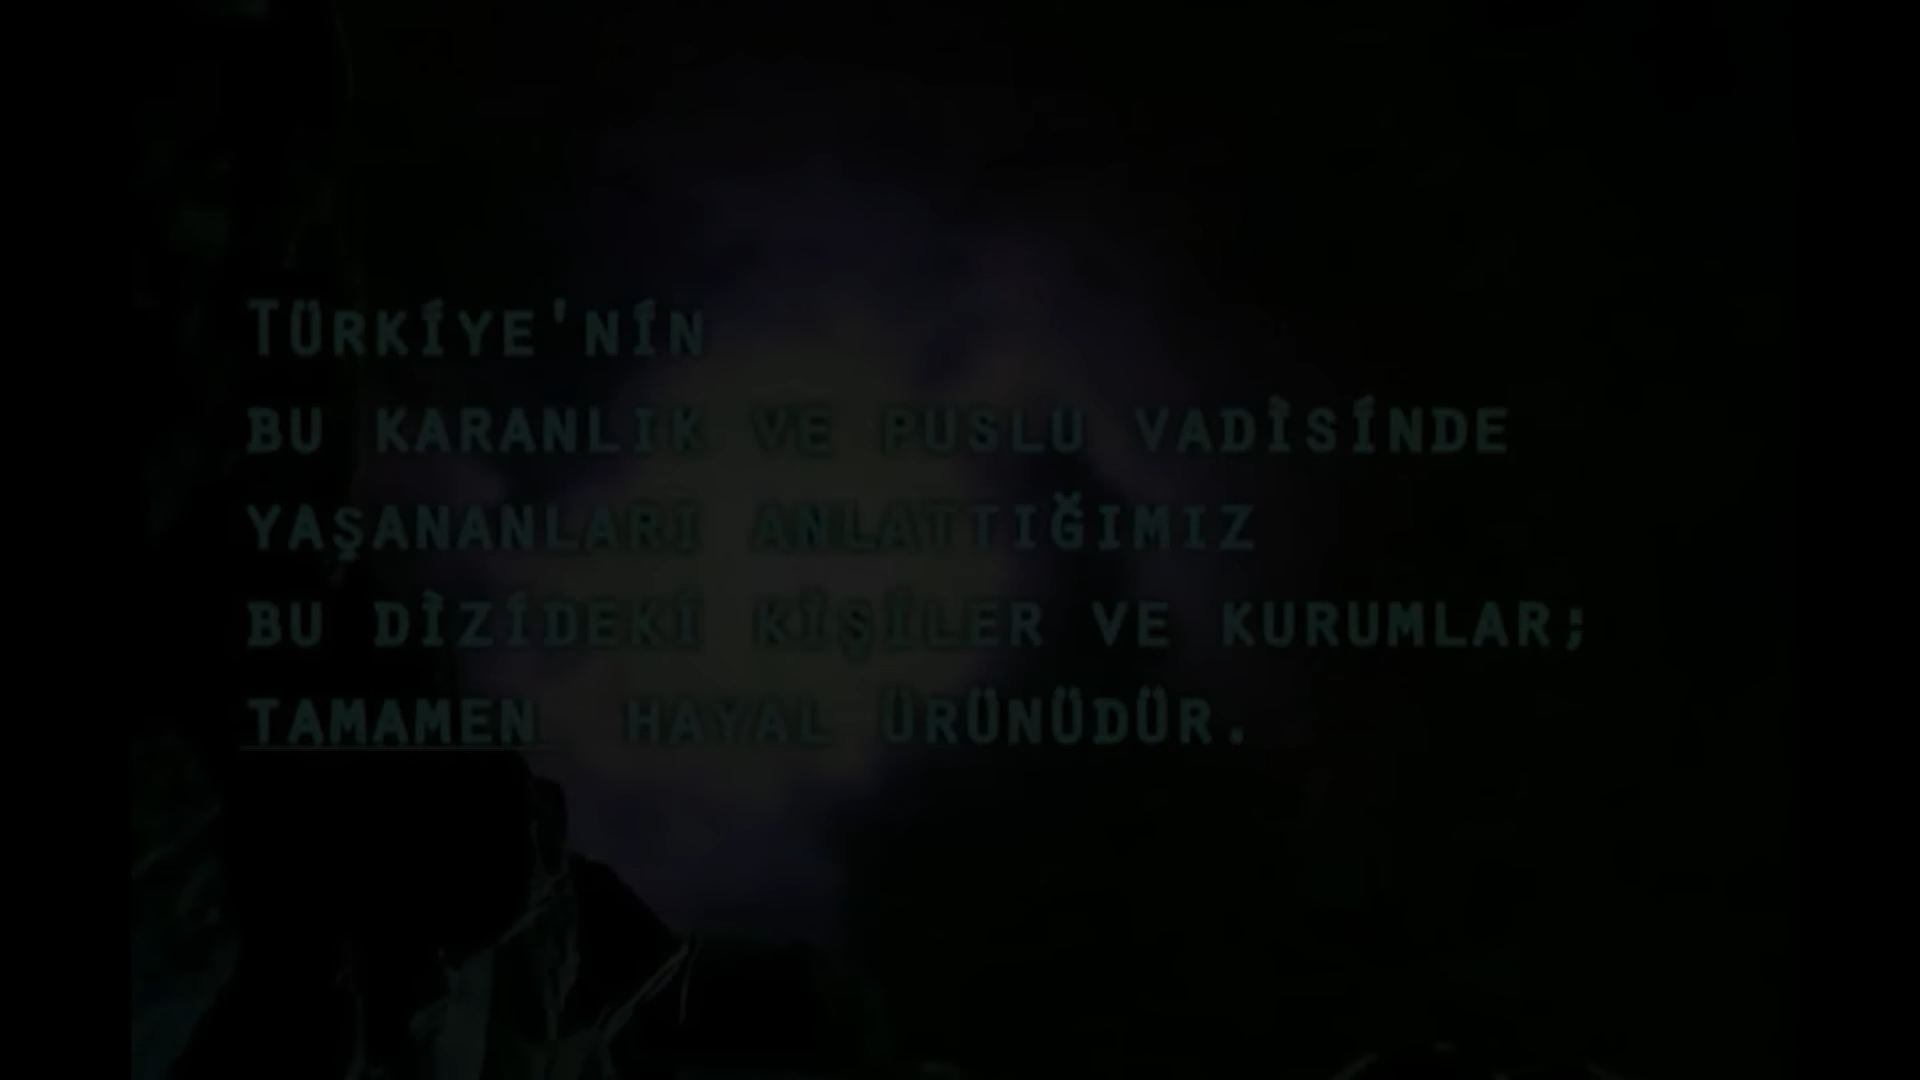 TÜRKİYE'NİN
BU KARANLIK VE PUSLU VADİSİNDE
YAŞANANLARI ANLATTIĞIMIZ
BU DİZİDEKİ KİŞİLER VE KURUMLAR;
TAMAMEN HAYAL ÜRÜNÜDÜR.